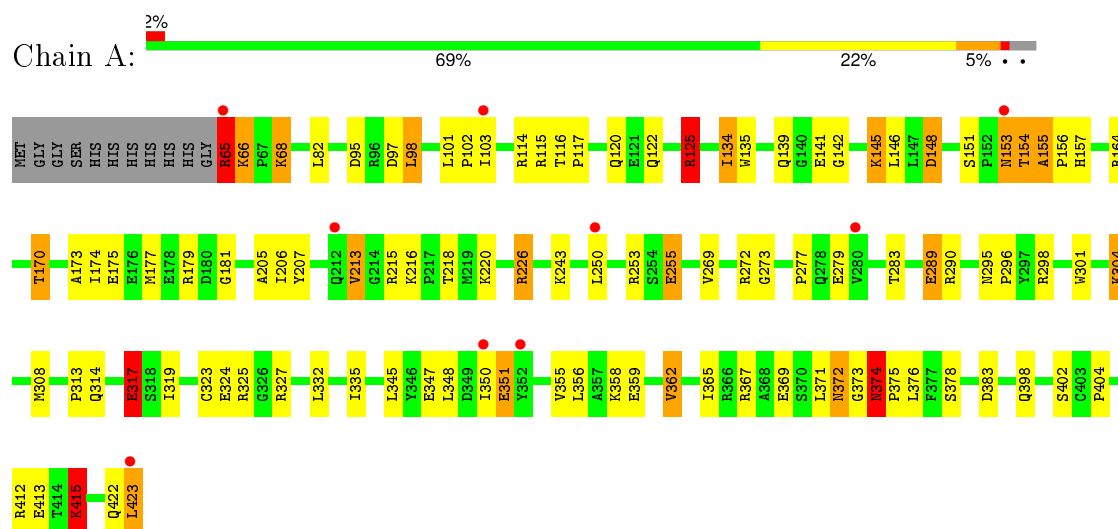 2%
Chain A:
69% 22% 5% • •
MET GLY GLY SER HIS HIS HIS HIS HIS HIS GLY R65 K66 P67 K68 L82 D95 R96 D97 L98 L101 P102 I103 R114 R115 T116 P117 Q120 E121 Q122 R125 I134 W135 Q139 G140 E141 G142 K145 L146 L147 D148 S151 P152 N153 T154 A155 P156 H157 R164
T170 A173 I174 E175 E176 M177 E178 R179 D180 G181 A205 I206 Y207 Q212 V213 G214 R215 K216 P217 T218 M219 K220 R226 K243 L250 R253 S254 E255 V269 R272 G273 P277 Q278 E279 V280 T283 E289 R290 N295 P296 Y297 R298 W301 K304
M308 P313 Q314 E317 S318 I319 C323 E324 R325 G326 R327 L332 I335 L345 Y346 E347 L348 D349 I350 E351 Y352 V355 L356 A357 K358 E359 V362 I365 R366 R367 A368 E369 S370 L371 N372 G373 N374 P375 L376 F377 S378 D383 Q398 S402 C403 P404
R412 E413 T414 K415 Q422 L423